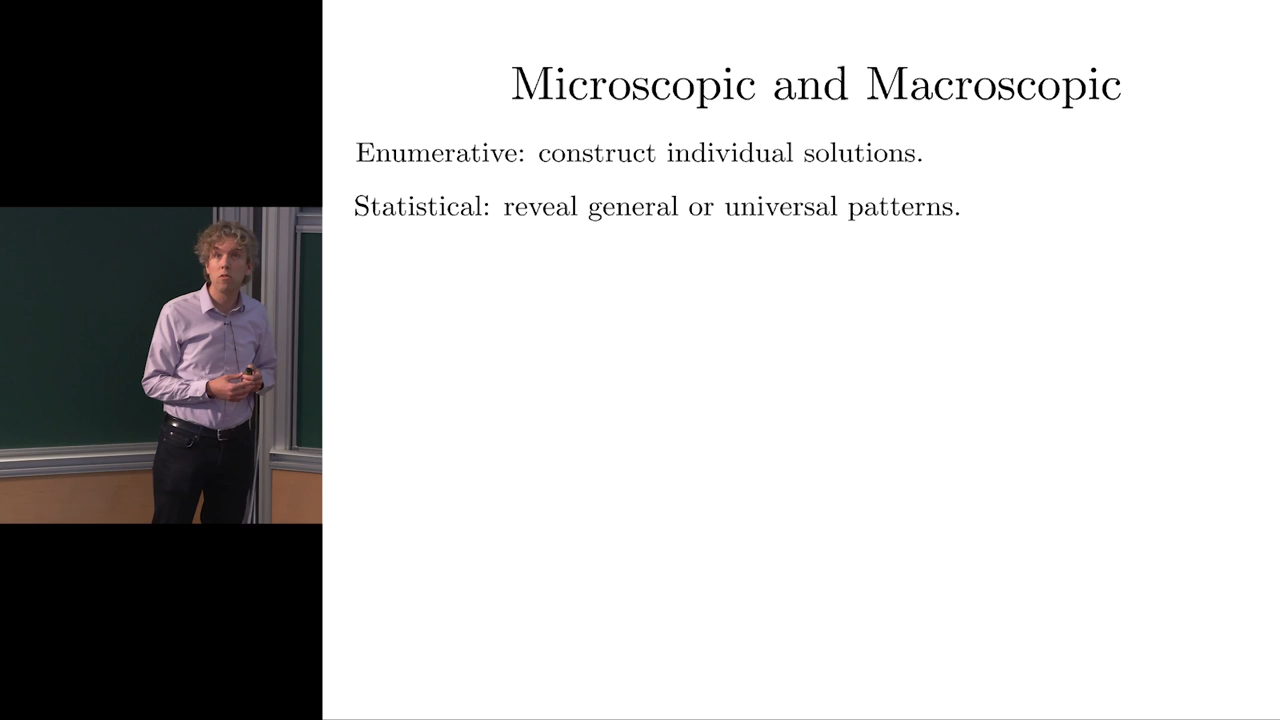 Microscopic and Macroscopic
Enumerative: construct individual solutions.
Statistical: reveal general or universal patterns.